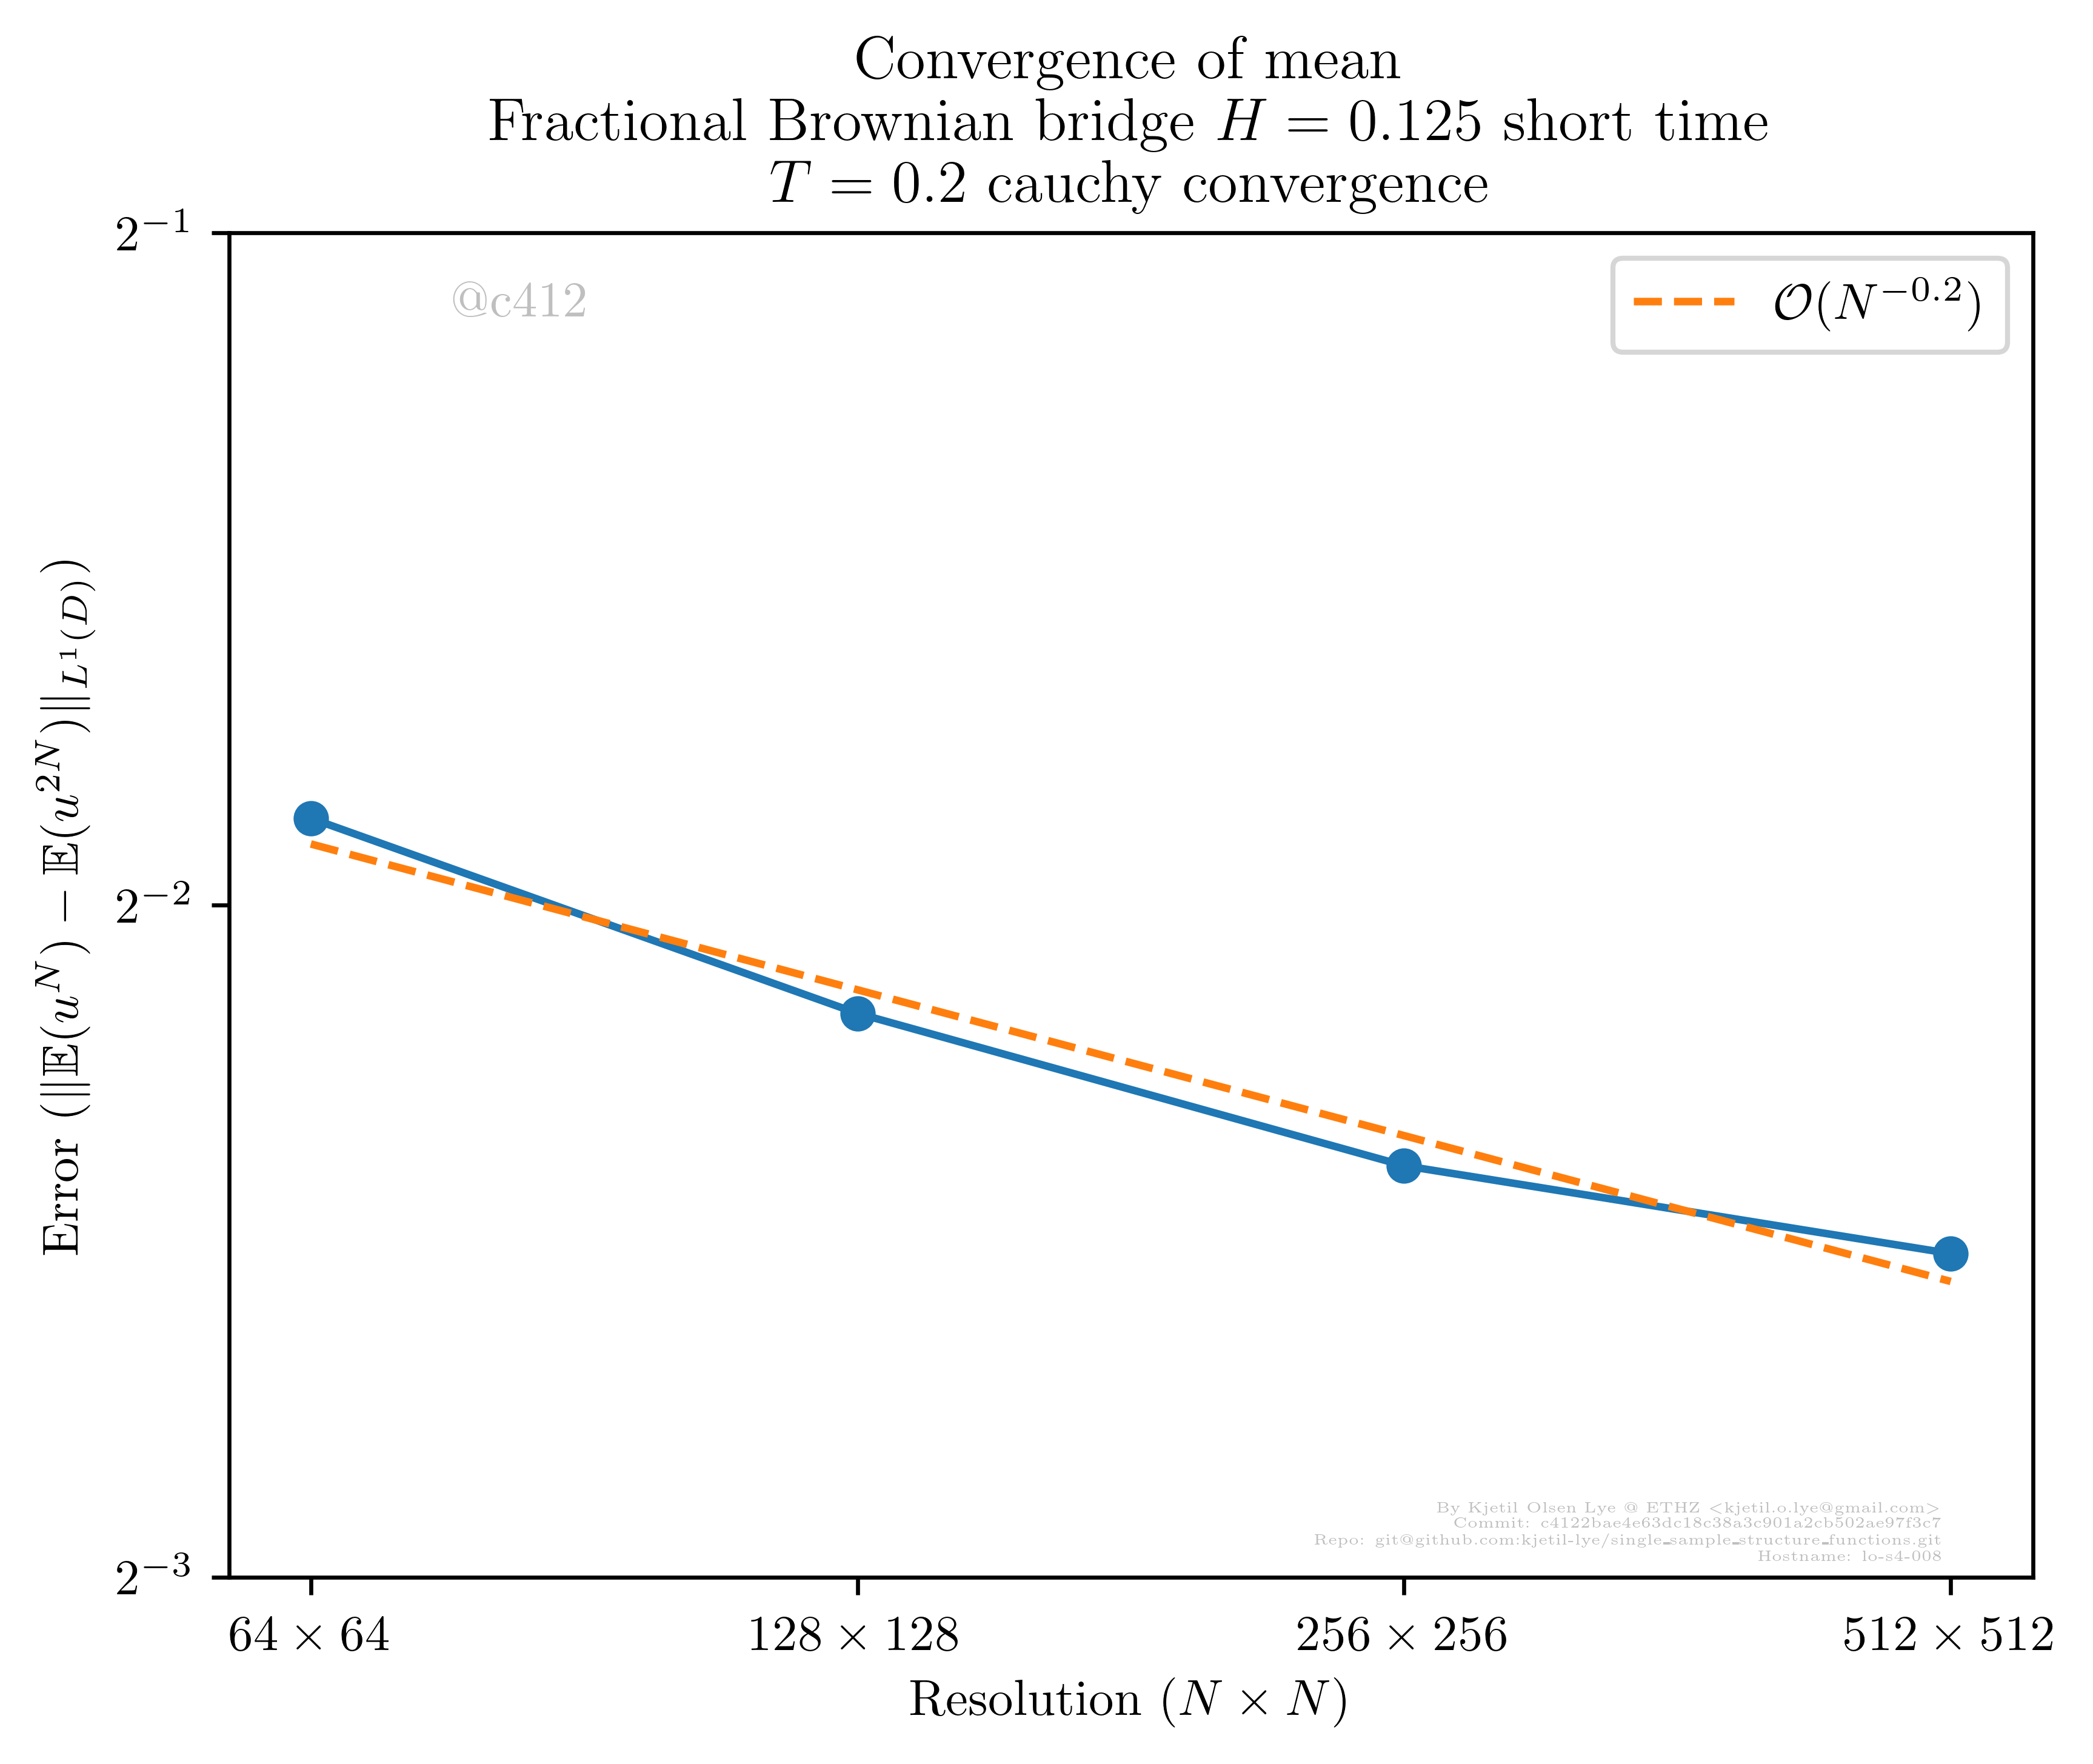 Convergence of mean
Fractional Brownian bridge H = 0.125 short time
T = 0.2 cauchy convergence
2^{-1}
@c412
O(N^{-0.2})
2^{-2}
Error (||𝔼(u^N) − 𝔼(u^{2N})||_{L^1(D)})
By Kjetil Olsen Lye @ ETHZ <kjetil.o.lye@gmail.com>
Commit: c4122bae4e63dc18c38a3c901a2cb502ae97f3c7
Repo: git@github.com:kjetil-lye/single_sample_structure_functions.git
Hostname: lo-s4-008
2^{-3}
64 × 64 128 × 128 256 × 256 512 × 512
Resolution (N × N)